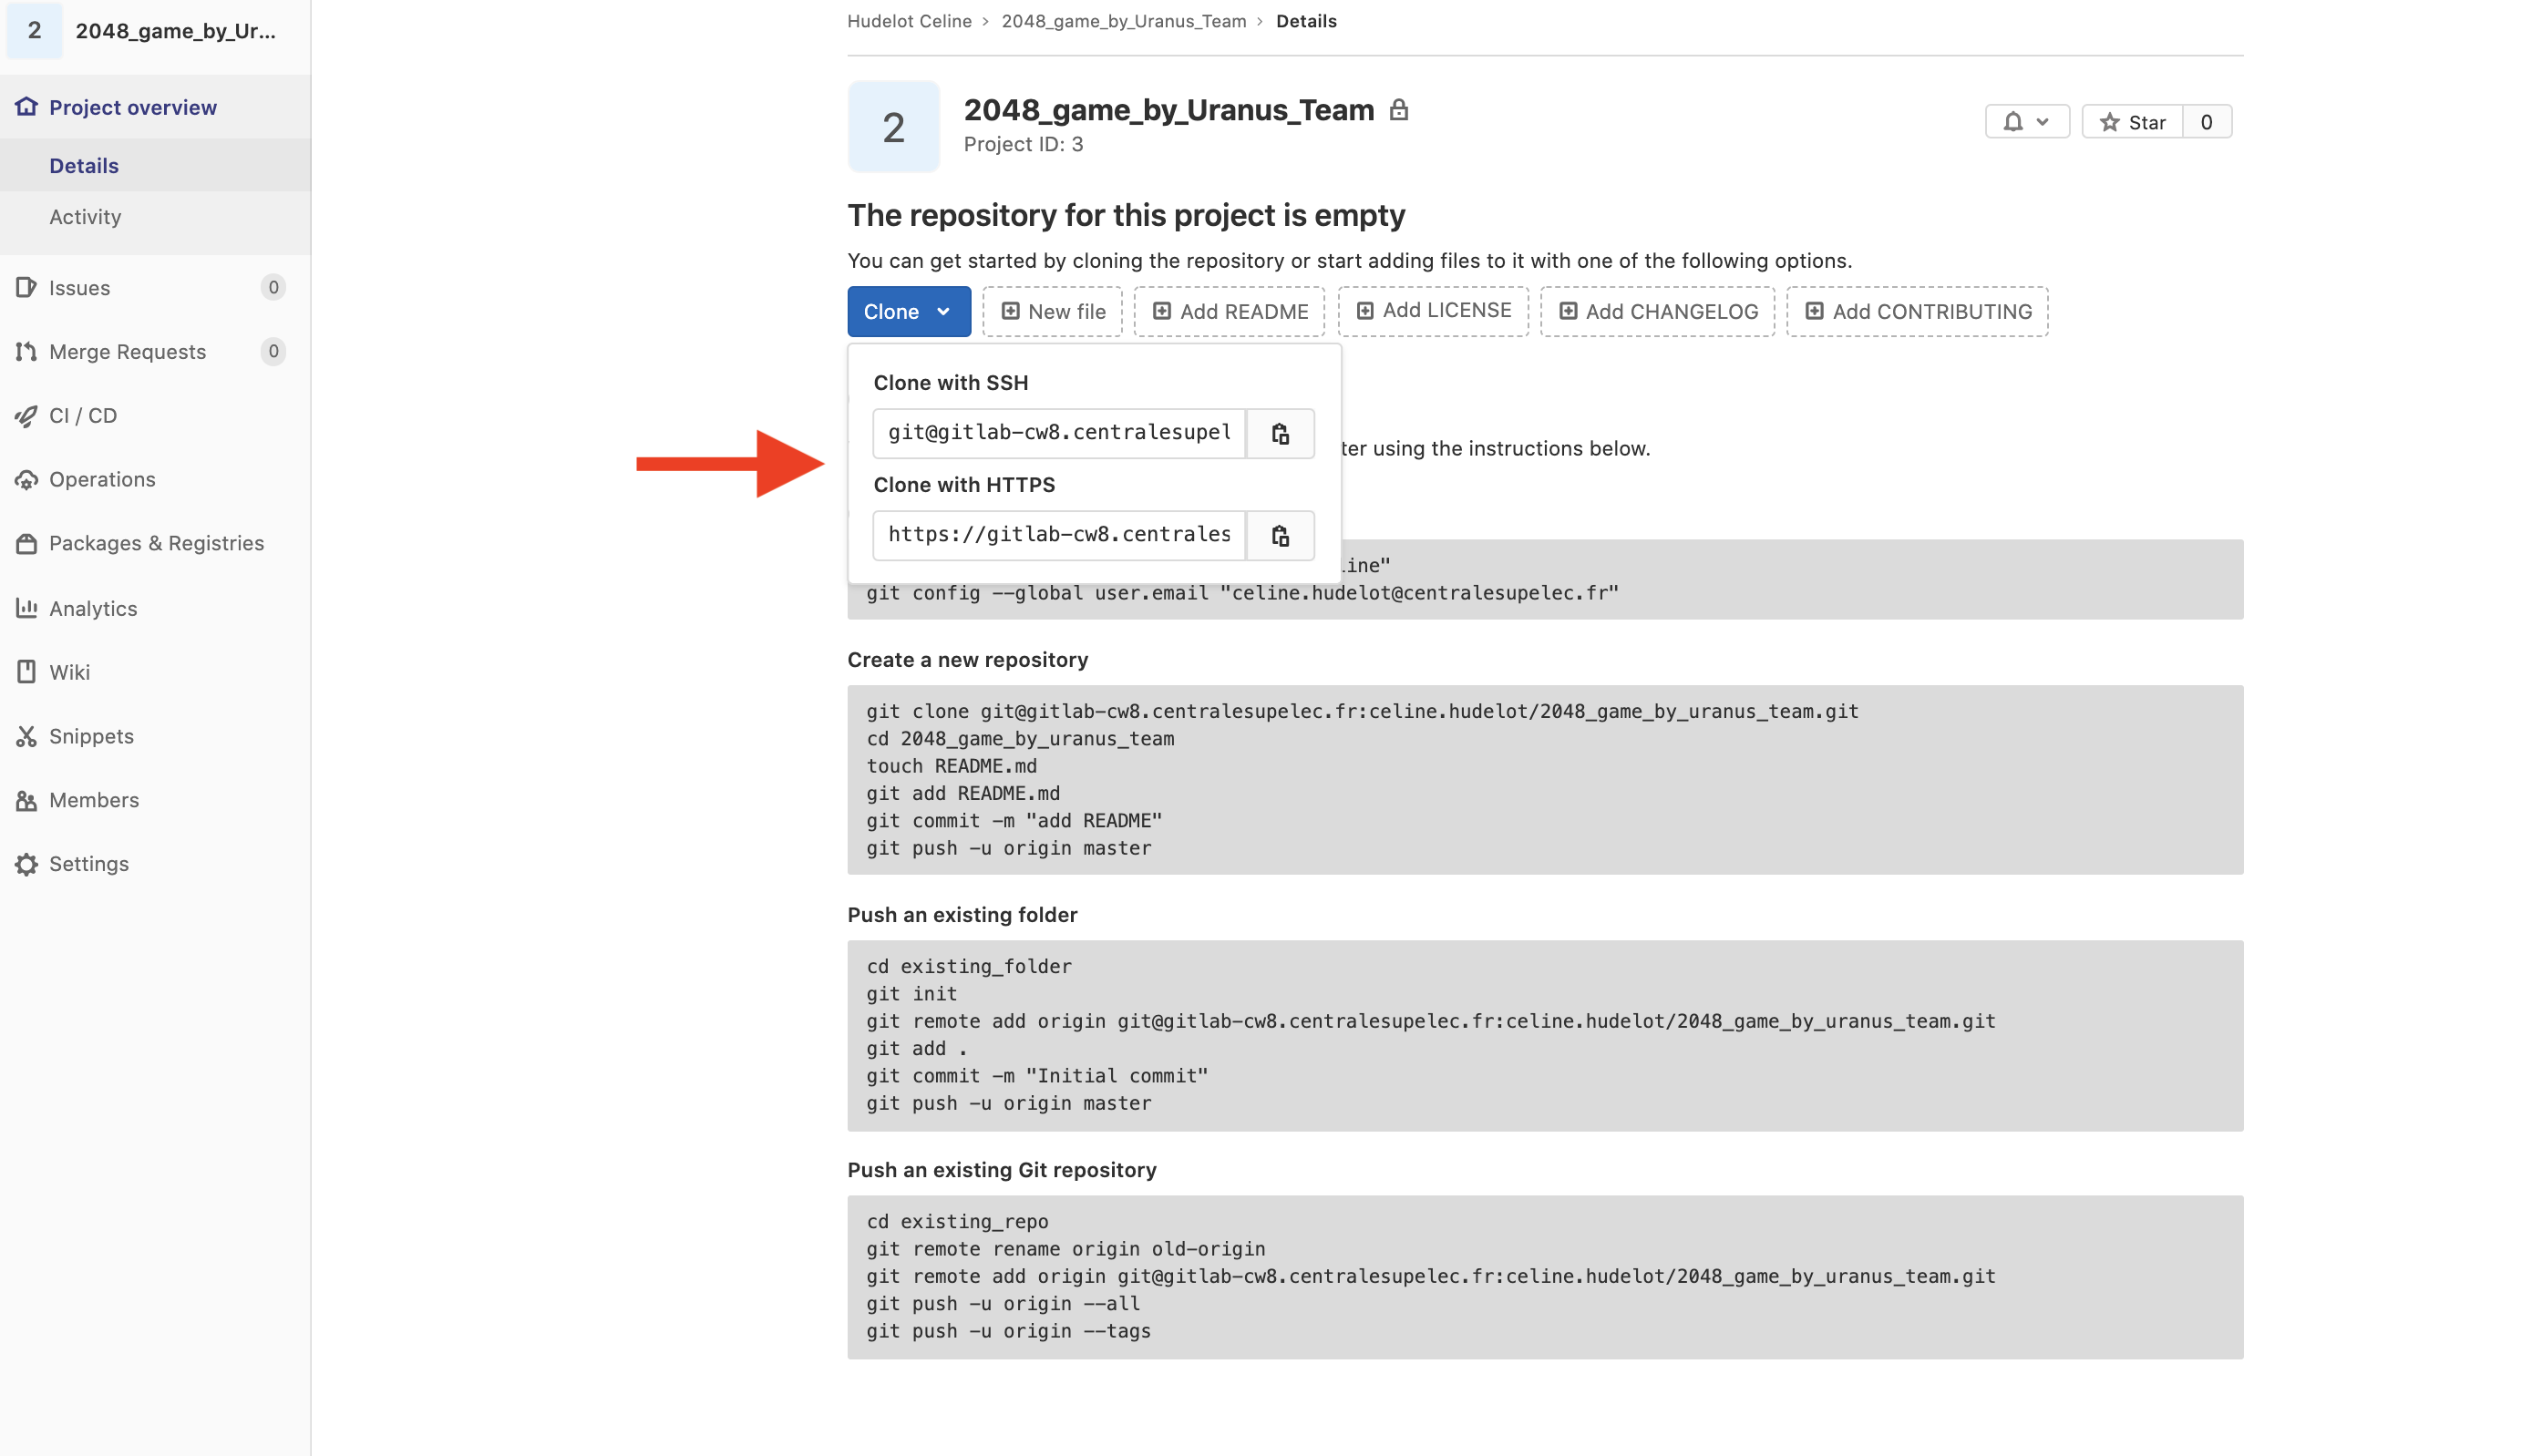 2
2048_game_by_Ur...
Project overview
Details
Activity
Issues
0
Merge Requests
0
CI / CD
Operations
Packages & Registries
Analytics
Wiki
Snippets
Members
Settings
Hudelot Celine > 2048_game_by_Uranus_Team > Details
2
2048_game_by_Uranus_Team
Project ID: 3
Star
0
The repository for this project is empty
You can get started by cloning the repository or start adding files to it with one of the following options.
Clone
New file
Add README
Add LICENSE
Add CHANGELOG
Add CONTRIBUTING
Clone with SSH
git@gitlab-cw8.centralesupel
using the instructions below.
Clone with HTTPS
https://gitlab-cw8.centrales
git config --global user.email "celine.hudelot@centralesupelec.fr"
Create a new repository
git clone git@gitlab-cw8.centralesupelec.fr:celine.hudelot/2048_game_by_uranus_team.git
cd 2048_game_by_uranus_team
touch README.md
git add README.md
git commit -m "add README"
git push -u origin master
Push an existing folder
cd existing_folder
git init
git remote add origin git@gitlab-cw8.centralesupelec.fr:celine.hudelot/2048_game_by_uranus_team.git
git add .
git commit -m "Initial commit"
git push -u origin master
Push an existing Git repository
cd existing_repo
git remote rename origin old-origin
git remote add origin git@gitlab-cw8.centralesupelec.fr:celine.hudelot/2048_game_by_uranus_team.git
git push -u origin --all
git push -u origin --tags